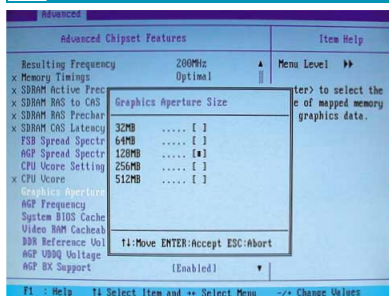 Advanced
Advanced Chipset Features
Item Help
Resulting Frequency 200MHz
x Memory Timings Optimal
Menu Level
x SDRAM Active Prec
ter> to select the
x SDRAM RAS to CAS
e of mapped memory
x SDRAM RAS Prechar
graphics data.
x SDRAM CAS Latency
FSB Spread Spectr
AGP Spread Spectr
CPU Vcore Setting
x CPU Vcore
Graphics Aperture
AGP Frequency
System BIOS Cache
Video RAM Cacheab
DDR Reference Vol
AGP VDDQ Voltage
AGP 8X Support [Enabled]
Graphics Aperture Size
32MB ..... [ ]
64MB ..... [ ]
128MB ..... [■]
256MB ..... [ ]
512MB ..... [ ]
↑↓:Move ENTER:Accept ESC:Abort
F1 : Help ↑↓ Select Item and ↔ Select Menu -/+ Change Values